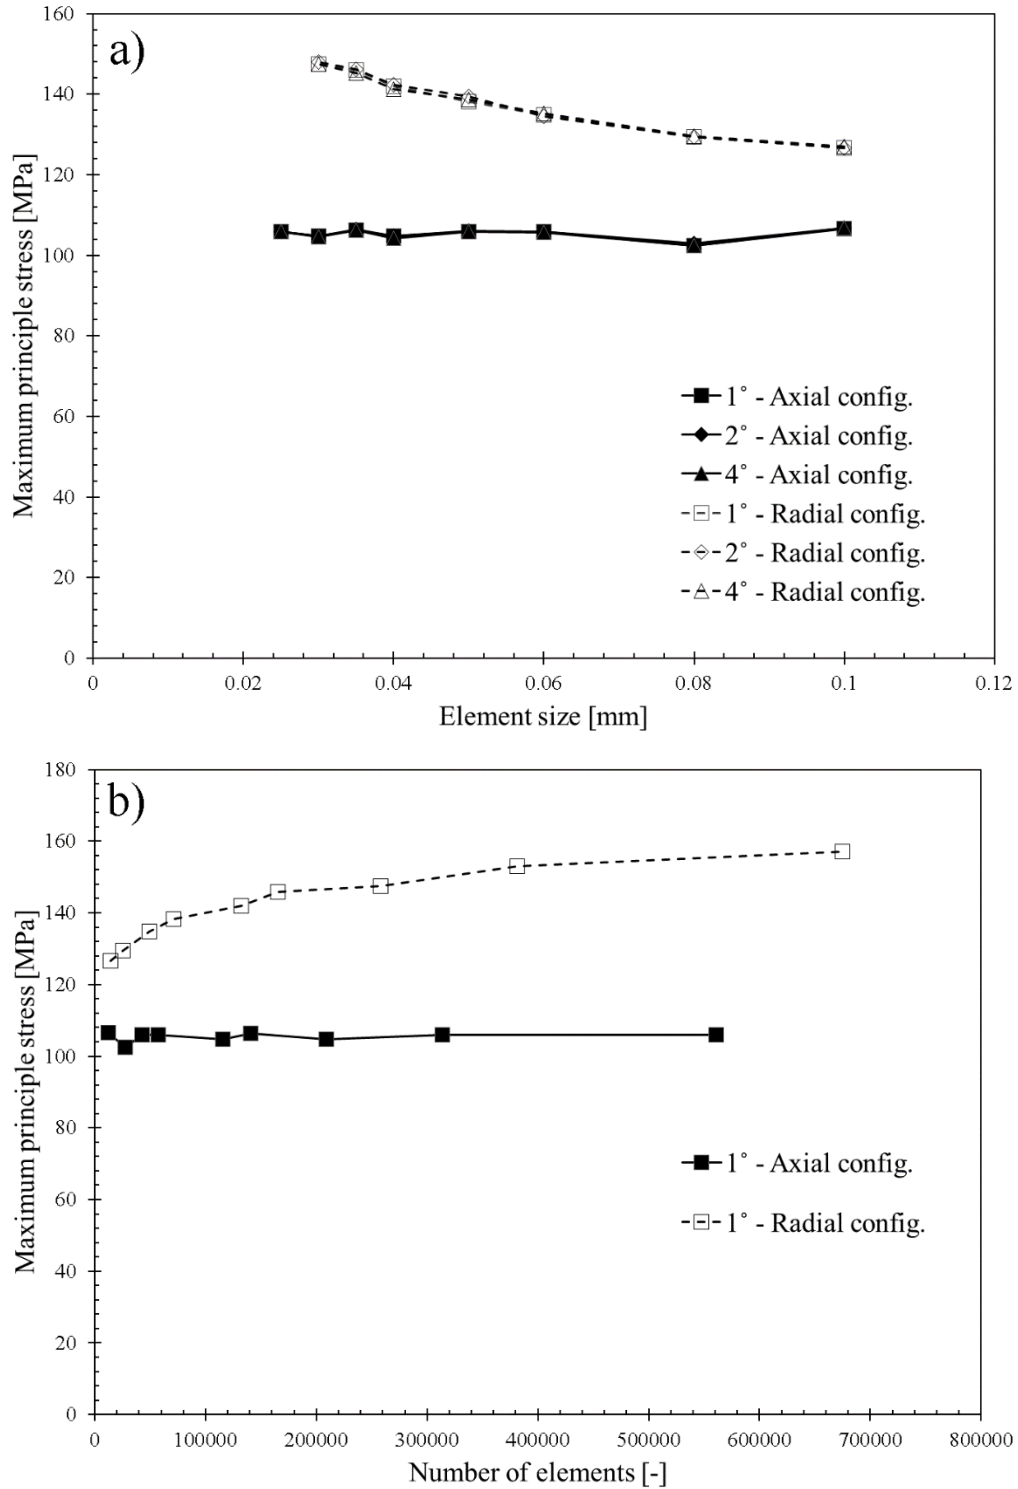 a)
Maximum principle stress [MPa]
160
140
120
100
80
60
40
20
0
1˚ - Axial config.
2˚ - Axial config.
4˚ - Axial config.
1˚ - Radial config.
2˚ - Radial config.
4˚ - Radial config.
0 0.02 0.04 0.06 0.08 0.1 0.12
Element size [mm]
b)
Maximum principle stress [MPa]
180
160
140
120
100
80
60
40
20
0
1˚ - Axial config.
1˚ - Radial config.
0 100000 200000 300000 400000 500000 600000 700000 800000
Number of elements [-]